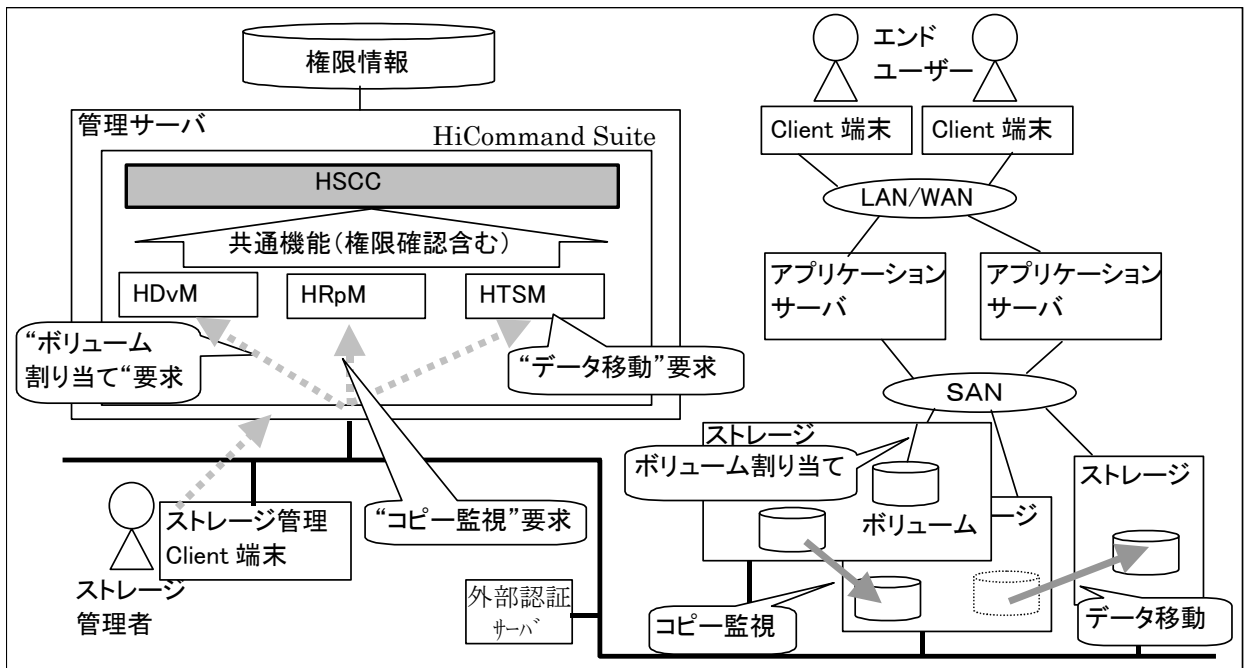 権限情報
管理サーバ
HiCommand Suite
HSCC
共通機能(権限確認含む)
HDvM
HRpM
HTSM
“ボリューム
割り当て“要求
“データ移動”要求
“コピー監視”要求
ストレージ管理
Client 端末
ストレージ
管理者
外部認証
サーバ
エンド
ユーザー
Client 端末
Client 端末
LAN/WAN
アプリケーション
サーバ
アプリケーション
サーバ
SAN
ストレージ
ボリューム割り当て
ボリューム
ージ
ストレージ
コピー監視
データ移動